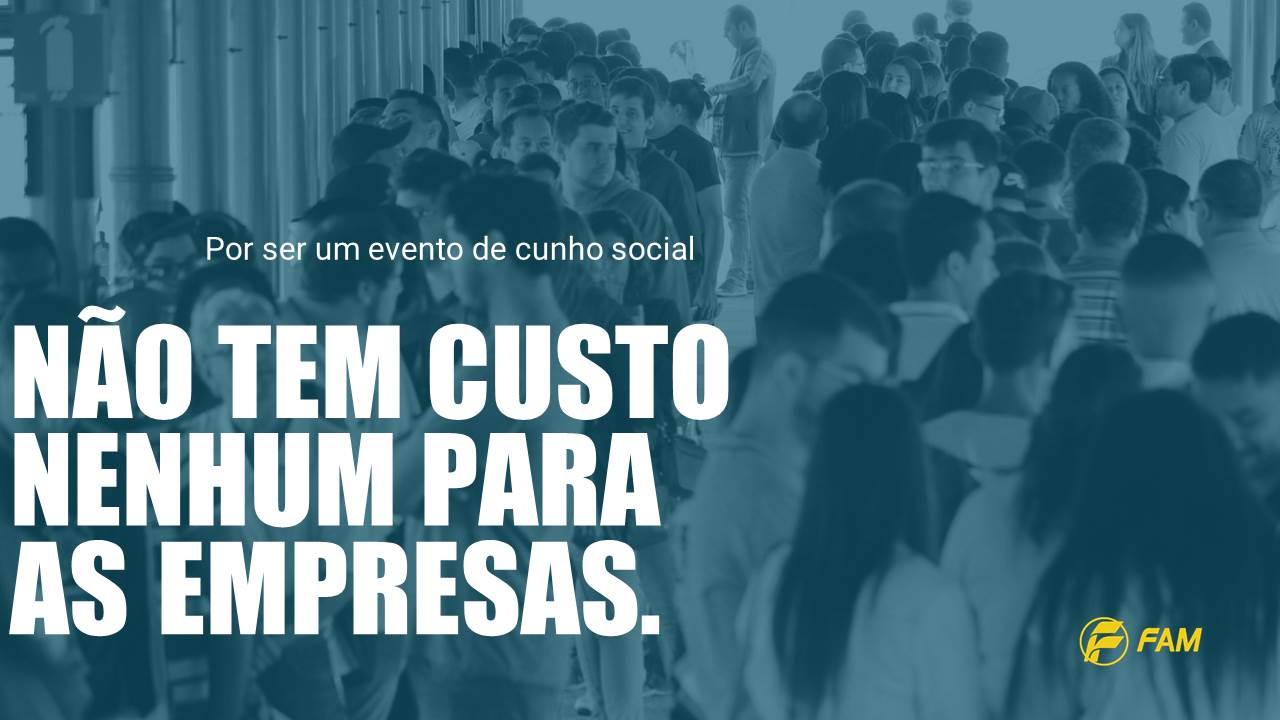 Por ser um evento de cunho social
NÃO TEM CUSTO
NENHUM PARA
AS EMPRESAS.
FAM